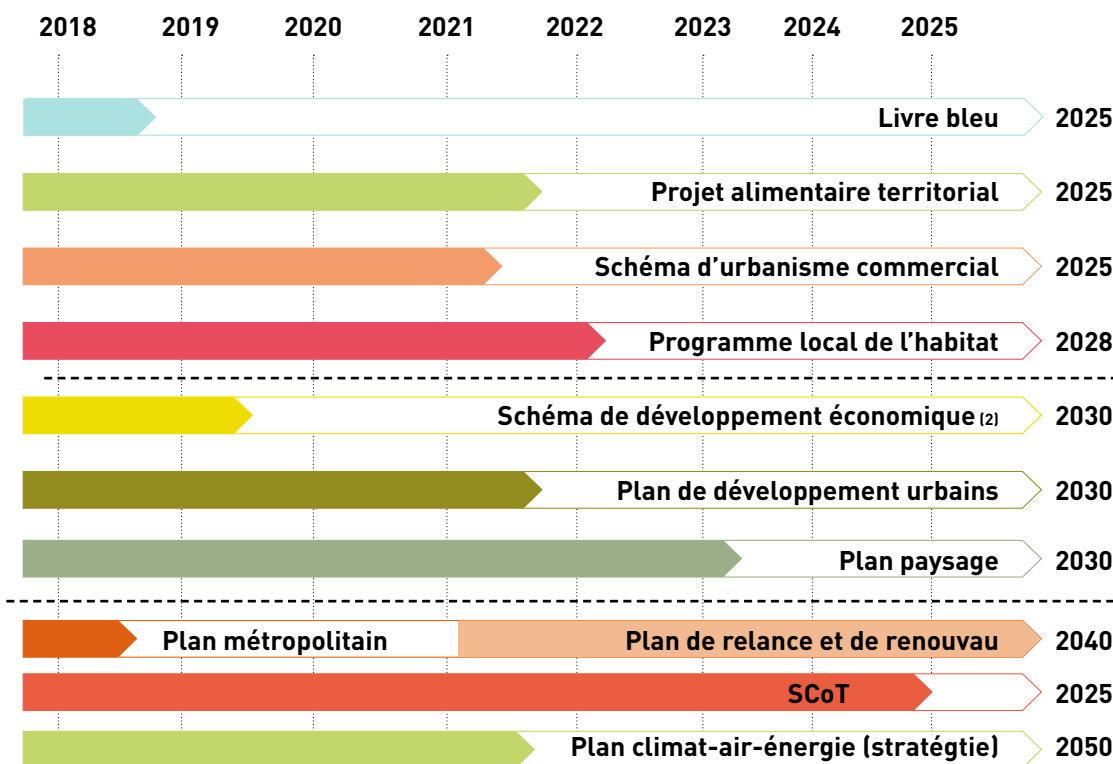 2018 2019 2020 2021 2022 2023 2024 2025
Livre bleu 2025
Projet alimentaire territorial 2025
Schéma d'urbanisme commercial 2025
Programme local de l'habitat 2028
Schéma de développement économique (2) 2030
Plan de développement urbains 2030
Plan paysage 2030
Plan métropolitain Plan de relance et de renouvau 2040
SCoT 2025
Plan climat-air-énergie (stratégtie) 2050